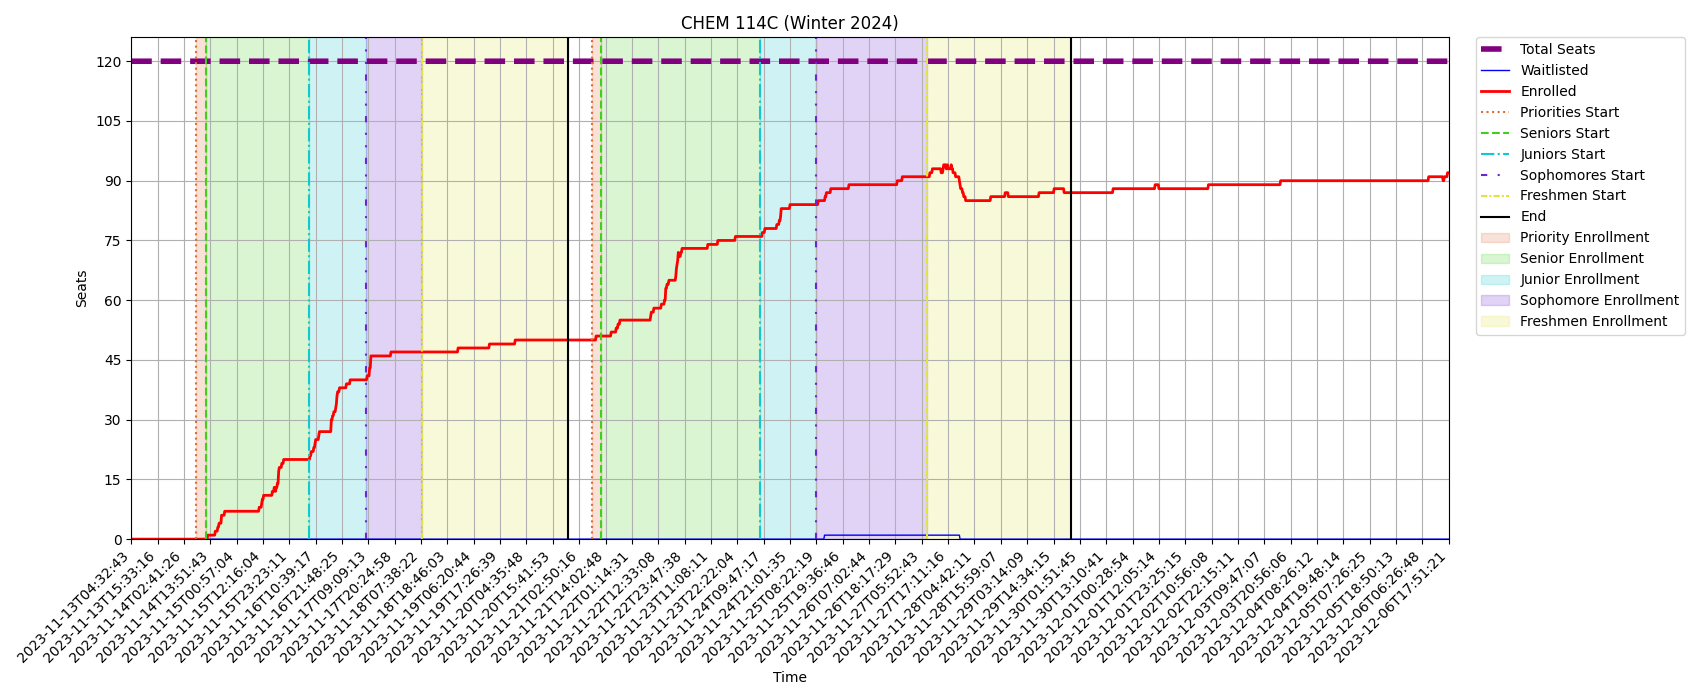 CHEM 114C (Winter 2024)
Seats
120
105
90
75
60
45
30
15
0
2023-11-13T04:32:43
2023-11-13T15:33:16
2023-11-14T02:41:26
2023-11-14T13:51:43
2023-11-15T00:57:04
2023-11-15T12:16:04
2023-11-15T23:23:11
2023-11-16T10:39:17
2023-11-16T21:48:25
2023-11-17T09:09:13
2023-11-17T20:24:58
2023-11-18T07:38:22
2023-11-18T18:46:03
2023-11-19T06:20:44
2023-11-19T17:26:39
2023-11-20T04:35:48
2023-11-20T15:41:53
2023-11-21T02:50:16
2023-11-21T14:02:48
2023-11-22T01:14:31
2023-11-22T12:33:08
2023-11-22T23:47:38
2023-11-23T11:08:11
2023-11-23T22:22:04
2023-11-24T09:47:17
2023-11-24T21:01:35
2023-11-25T08:22:19
2023-11-25T19:36:46
2023-11-26T07:02:44
2023-11-26T18:17:29
2023-11-27T05:52:43
2023-11-27T17:11:16
2023-11-28T04:42:11
2023-11-28T15:59:07
2023-11-29T03:14:09
2023-11-29T14:34:15
2023-11-30T01:51:45
2023-11-30T13:10:41
2023-12-01T00:28:54
2023-12-01T12:05:14
2023-12-01T23:25:15
2023-12-02T10:56:08
2023-12-02T22:15:11
2023-12-03T09:47:07
2023-12-03T20:56:06
2023-12-04T08:26:12
2023-12-04T19:48:14
2023-12-05T07:26:25
2023-12-05T18:50:13
2023-12-06T06:26:48
2023-12-06T17:51:21
Time
Total Seats
Waitlisted
Enrolled
Priorities Start
Seniors Start
Juniors Start
Sophomores Start
Freshmen Start
End
Priority Enrollment
Senior Enrollment
Junior Enrollment
Sophomore Enrollment
Freshmen Enrollment